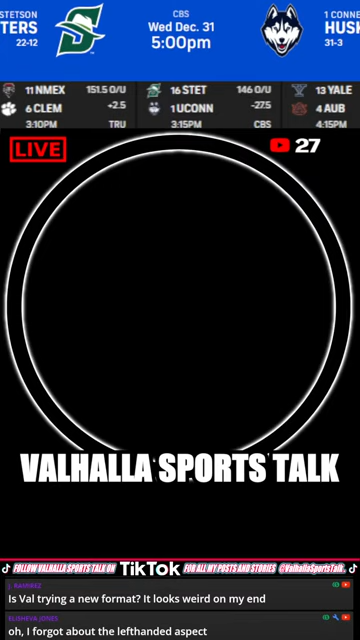 STETSON
TERS
22-12
CBS
Wed Dec. 31
5:00pm
1 CONNE
HUSK
31-3
11 NMEX 151.5 O/U
6 CLEM +2.5
3:10PM TRU
16 STET 146 O/U
1 UCONN -27.5
3:15PM CBS
13 YALE
4 AUB
4:15PM
LIVE
27
VALHALLA SPORTS TALK
FOLLOW VALHALLA SPORTS TALK ON TikTok FOR ALL MY POSTS AND STORIES @ValhallaSportsTalk
J. RAMIREZ
Is Val trying a new format? It looks weird on my end
ELISHEVA JONES
oh, I forgot about the lefthanded aspect